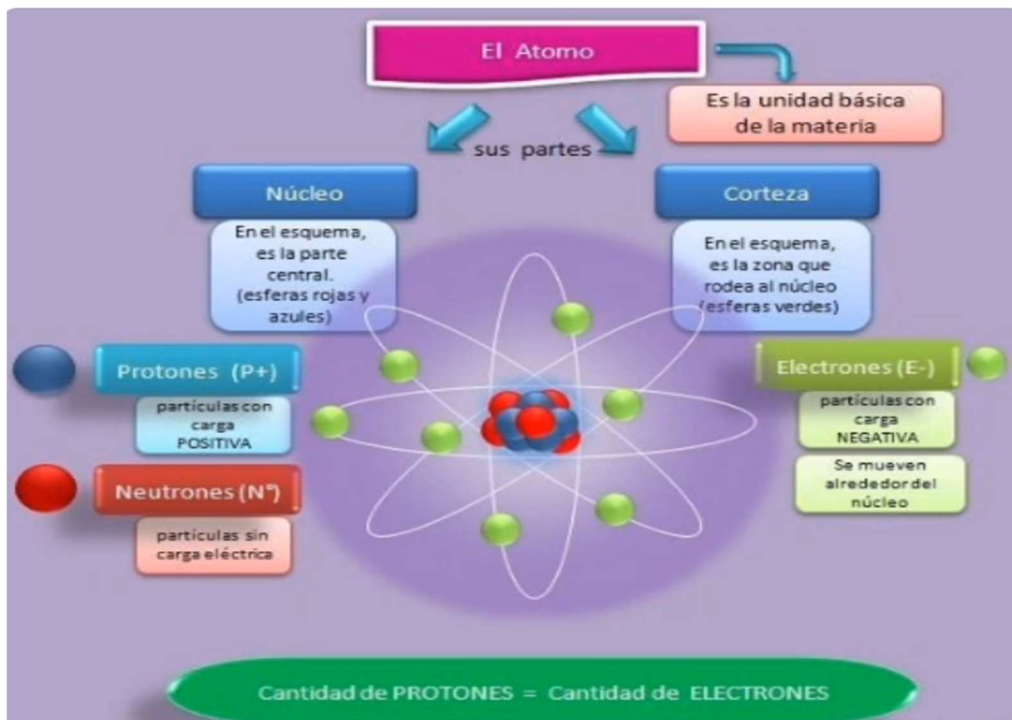 El Atomo
Es la unidad básica
de la materia
sus partes
Núcleo
En el esquema,
es la parte
central.
(esferas rojas y
azules)
Corteza
En el esquema,
es la zona que
rodea al núcleo
(esferas verdes)
Protones (P+)
partículas con
carga
POSITIVA
Neutrones (N°)
partículas sin
carga eléctrica
Electrones (E-)
partículas con
carga
NEGATIVA
Se mueven
alrededor del
núcleo
Cantidad de PROTONES = Cantidad de ELECTRONES